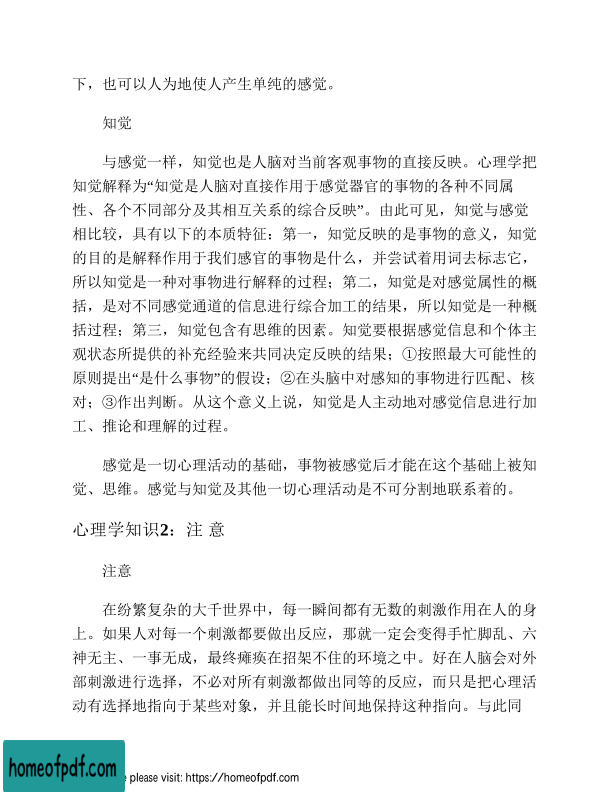 下，也可以人为地使人产生单纯的感觉。
知觉
与感觉一样，知觉也是人脑对当前客观事物的直接反映。心理学把
知觉解释为“知觉是人脑对直接作用于感觉器官的事物的各种不同属
性、各个不同部分及其相互关系的综合反映”。由此可见，知觉与感觉
相比较，具有以下的本质特征：第一，知觉反映的是事物的意义，知觉
的目的是解释作用于我们感官的事物是什么，并尝试着用词去标志它，
所以知觉是一种对事物进行解释的过程；第二，知觉是对感觉属性的概
括，是对不同感觉通道的信息进行综合加工的结果，所以知觉是一种概
括过程；第三，知觉包含有思维的因素。知觉要根据感觉信息和个体主
观状态所提供的补充经验来共同决定反映的结果；①按照最大可能性的
原则提出“是什么事物”的假设；②在头脑中对感知的事物进行匹配、核
对；③作出判断。从这个意义上说，知觉是人主动地对感觉信息进行加
工、推论和理解的过程。
感觉是一切心理活动的基础，事物被感觉后才能在这个基础上被知
觉、思维。感觉与知觉及其他一切心理活动是不可分割地联系着的。
心理学知识2：注 意
注意
在纷繁复杂的大千世界中，每一瞬间都有无数的刺激作用在人的身
上。如果人对每一个刺激都要做出反应，那就一定会变得手忙脚乱、六
神无主、一事无成，最终瘫痪在招架不住的环境之中。好在人脑会对外
部刺激进行选择，不必对所有刺激都做出同等的反应，而只是把心理活
动有选择地指向于某些对象，并且能长时间地保持这种指向。与此同
homeofpdf.com
please visit: https://homeofpdf.com